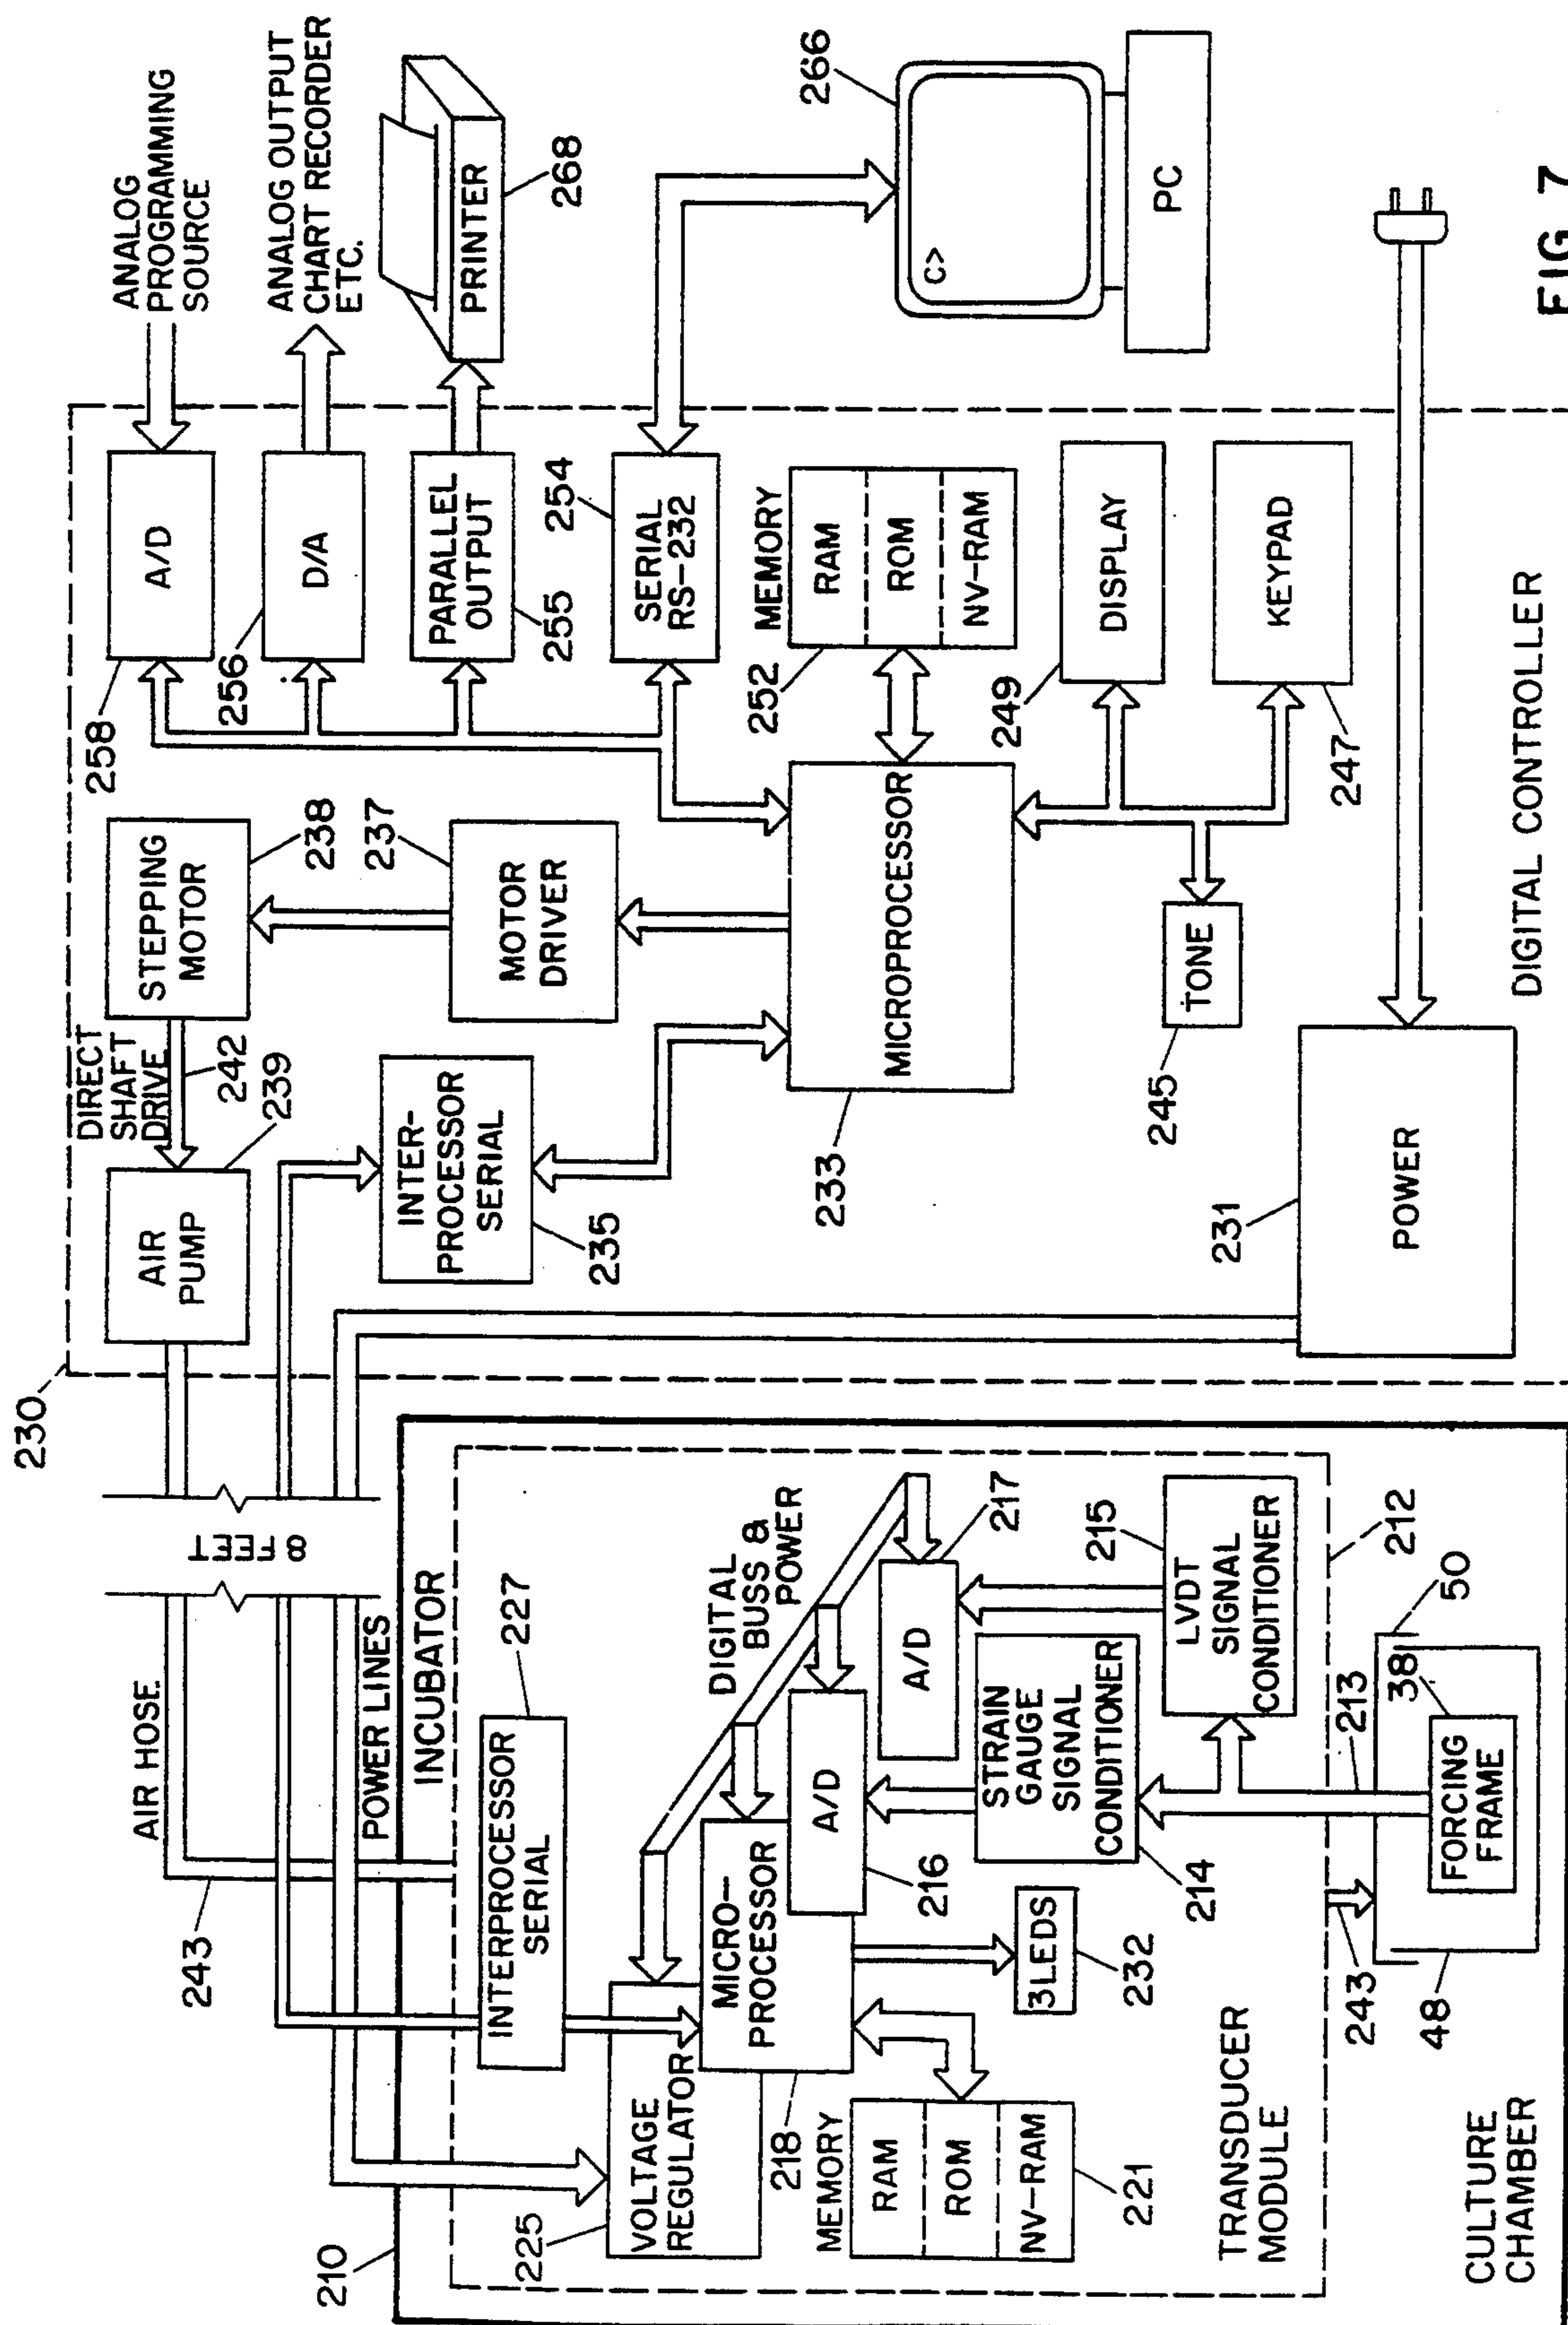 230
258
A/D
ANALOG
PROGRAMMING
SOURCE
256
D/A
ANALOG OUTPUT
CHART RECORDER
ETC.
PARALLEL
OUTPUT
255
PRINTER
268
254
SERIAL
RS-232
266
C>
PC
DIRECT
SHAFT
DRIVE
242
239
AIR
PUMP
STEPPING
MOTOR
238
237
MOTOR
DRIVER
INTER-
PROCESSOR
SERIAL
235
MICROPROCESSOR
233
MEMORY
252
RAM
ROM
NV-RAM
249
DISPLAY
KEYPAD
247
TONE
245
231
POWER
DIGITAL CONTROLLER
8 FEET
AIR HOSE
243
POWER LINES
210
INCUBATOR
INTERPROCESSOR
SERIAL
227
225
VOLTAGE
REGULATOR
MICRO-
PROCESSOR
218
DIGITAL
BUSS &
POWER
A/D
216
A/D
217
MEMORY
RAM
ROM
NV-RAM
221
3LEDS
232
STRAIN
GAUGE
SIGNAL
CONDITIONER
214
215
LVDT
SIGNAL
CONDITIONER
TRANSDUCER
MODULE
212
243
213
50
38
FORCING
FRAME
48
CULTURE
CHAMBER
FIG 7